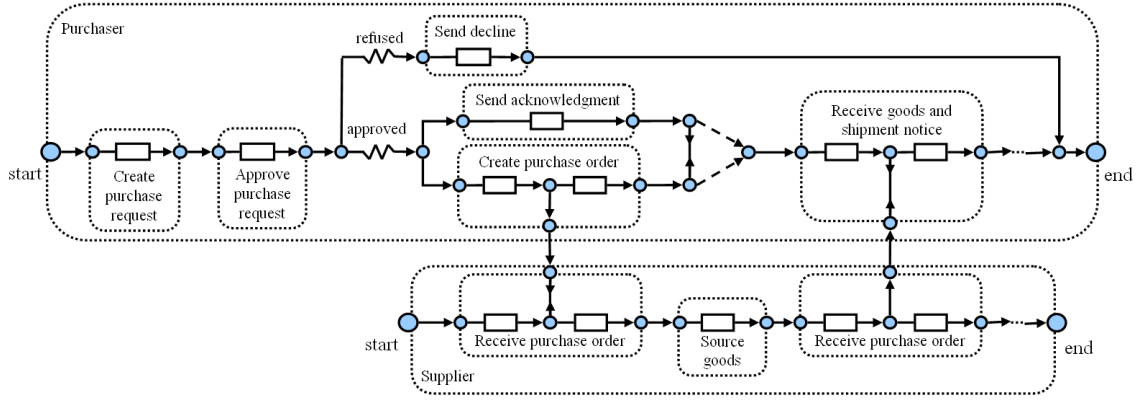 Purchaser
refused
Send decline
approved
Send acknowledgment
Receive goods and
shipment notice
start
Create
purchase
request
Approve
purchase
request
Create purchase order
end
start
Receive purchase order
Source
goods
Receive purchase order
end
Supplier